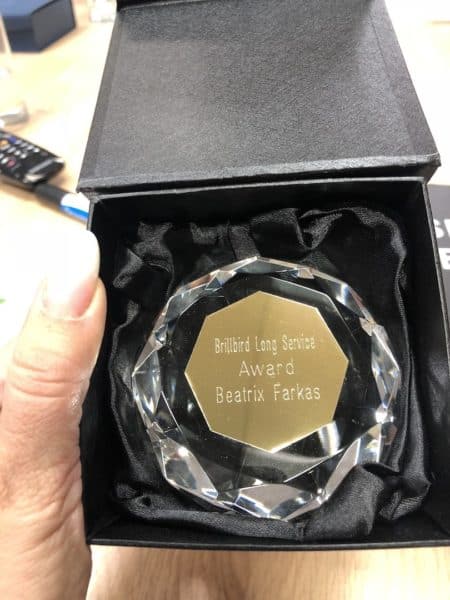 Brillbird Long Service
Award
Beatrix Farkas